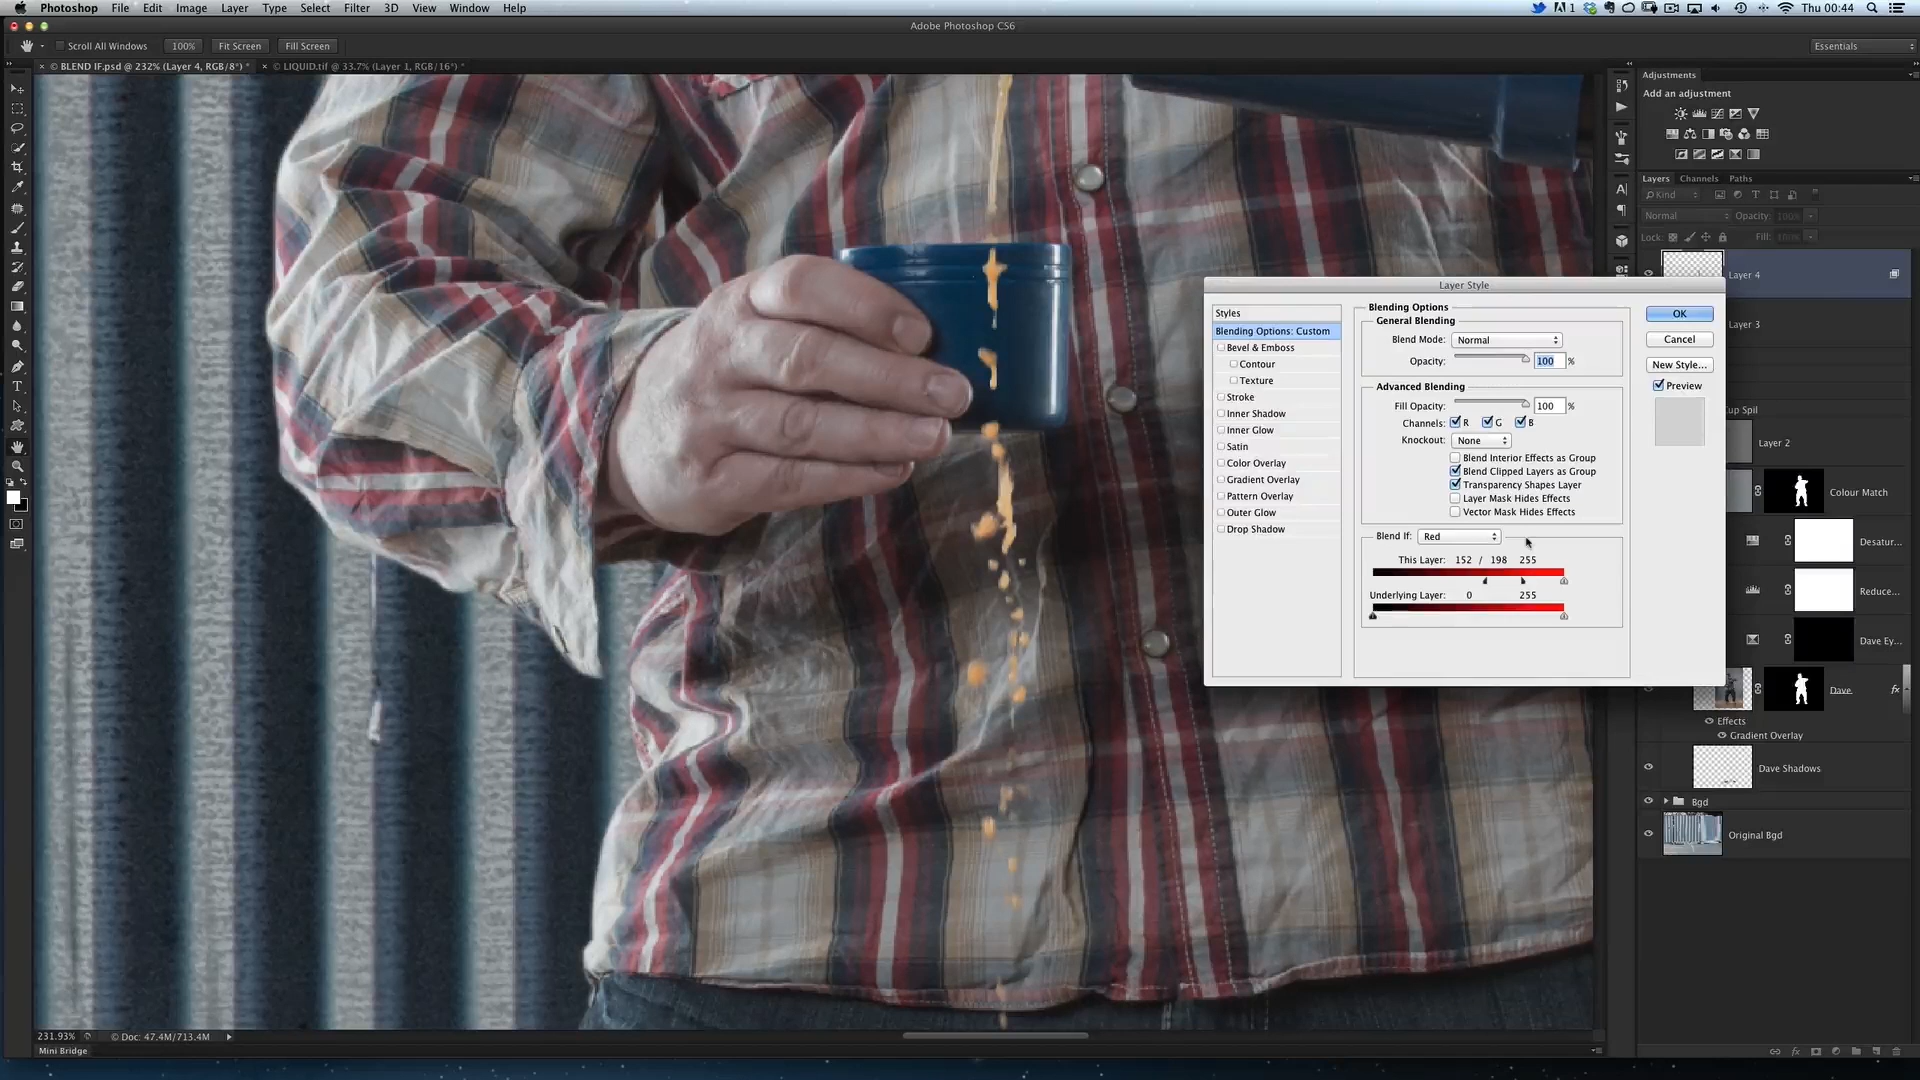 Photoshop File Edit Image Layer Type Select Filter 3D View Window Help
1
Thu 00:44
Adobe Photoshop CS6
Scroll All Windows 100% Fit Screen Fill Screen
Essentials
× © BLEND IF.psd @ 232% (Layer 4, RGB/8*) *
× © LIQUID.tif @ 33.7% (Layer 1, RGB/16*) *
Adjustments
Add an adjustment
Layers Channels Paths
Kind
Normal Opacity: 100%
Lock: Fill: 100%
Layer 4
Layer 3
Cup Spill
Layer 2
Colour Match
Desatur...
Reduce...
Dave Ey...
Dave
fx
Effects
Gradient Overlay
Dave Shadows
Bgd
Original Bgd
Layer Style
Styles
Blending Options: Custom
Bevel & Emboss
Contour
Texture
Stroke
Inner Shadow
Inner Glow
Satin
Color Overlay
Gradient Overlay
Pattern Overlay
Outer Glow
Drop Shadow
Blending Options
General Blending
Blend Mode: Normal
Opacity: 100 %
Advanced Blending
Fill Opacity: 100 %
Channels: R G B
Knockout: None
Blend Interior Effects as Group
Blend Clipped Layers as Group
Transparency Shapes Layer
Layer Mask Hides Effects
Vector Mask Hides Effects
Blend If: Red
This Layer: 152 / 198 255
Underlying Layer: 0 255
OK
Cancel
New Style...
Preview
231.93% © Doc: 47.4M/713.4M
Mini Bridge